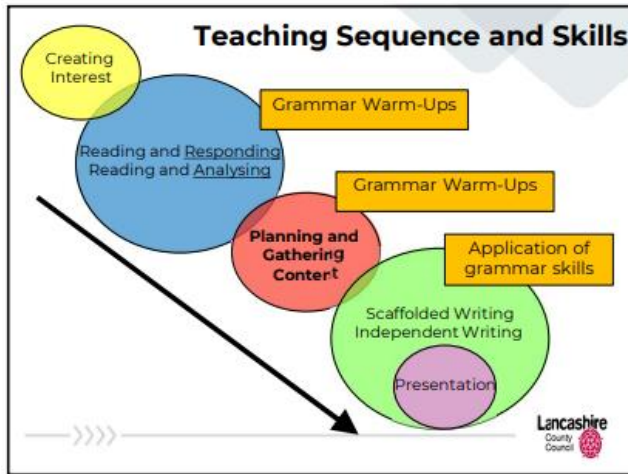 Teaching Sequence and Skills
Creating
Interest
Grammar Warm-Ups
Reading and Responding
Reading and Analysing
Grammar Warm-Ups
Planning and
Gathering
Content
Application of
grammar skills
Scaffolded Writing
Independent Writing
Presentation
Lancashire
County
Council